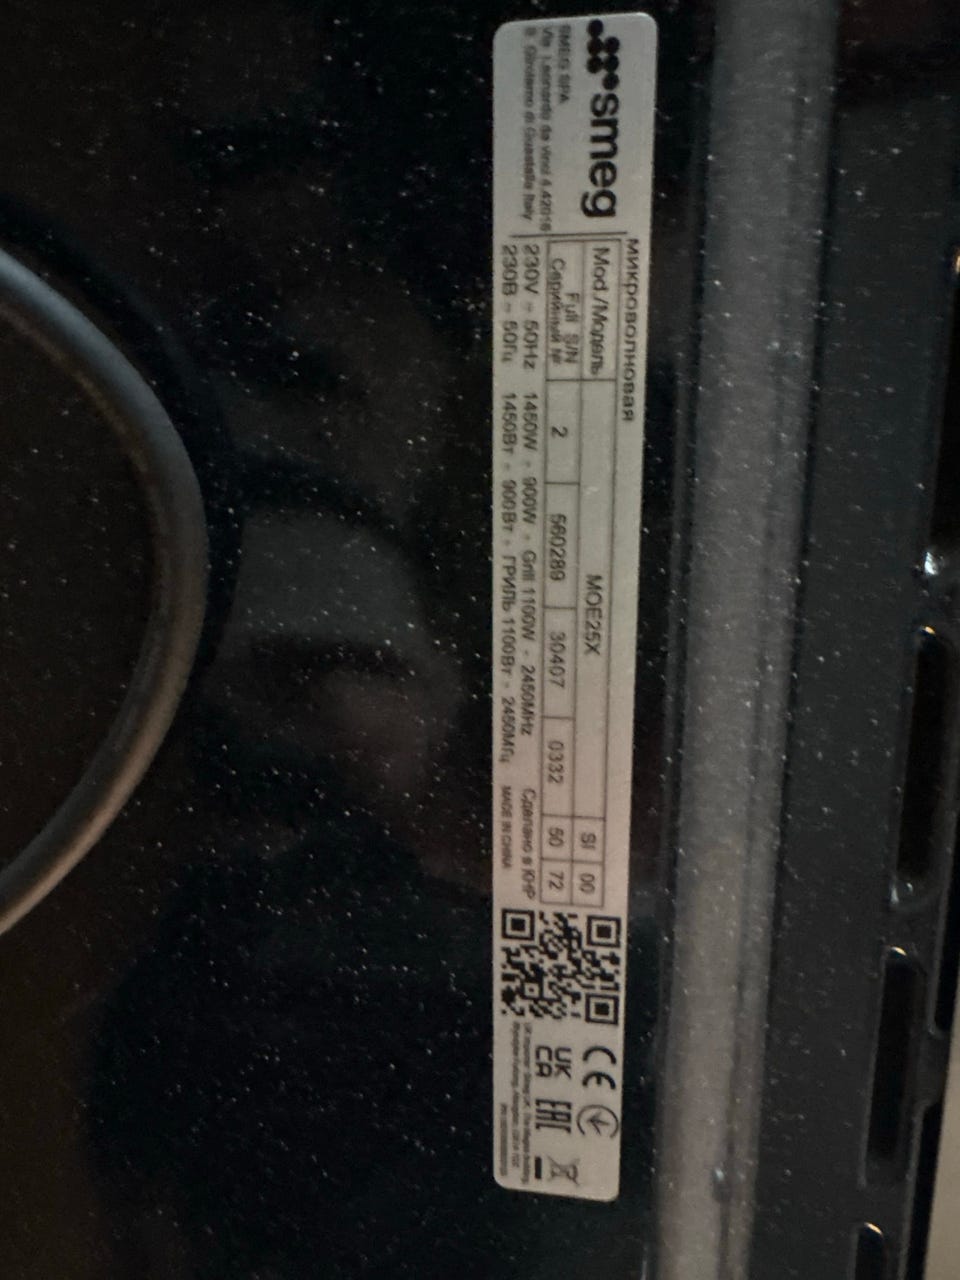 smeg
SMEG SPA
Via Leonardo da Vinci 4,42016
S. Girolamo di Guastalla Italy
МИКРОВОЛНОВАЯ
Mod./Модель MOE25X SI 00
Full S/N
Серийный № 2 560289 30407 0332 50 72
230V ~ 50Hz 1450W - 900W - Grill 1100W - 2450MHz
230В ~ 50Гц 1450Вт - 900Вт - ГРИЛЬ 1100Вт - 2450МГц
Сделано в КНР
MADE IN CHINA
CE
UK
CA
EAC